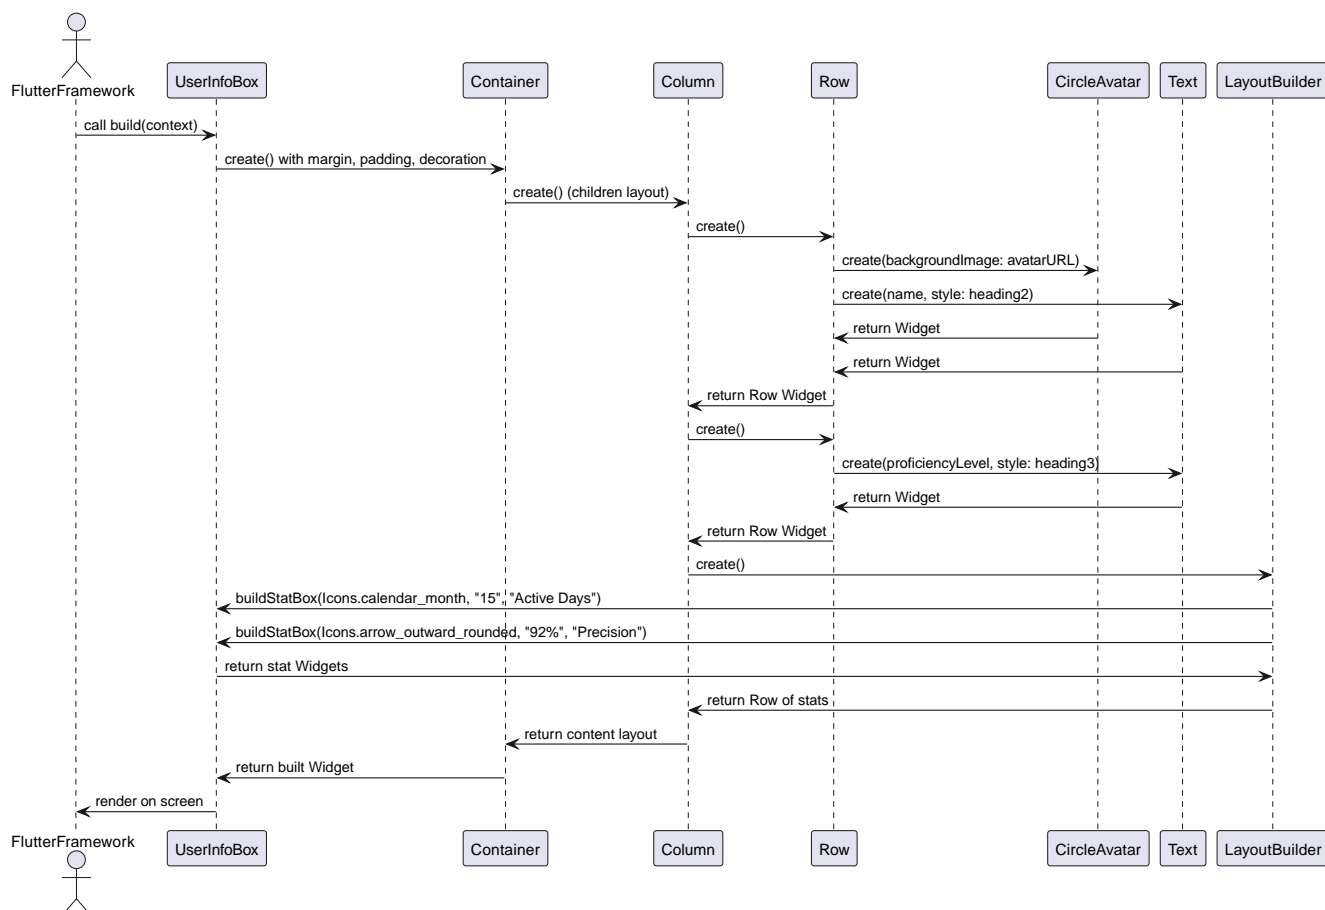 FlutterFramework
UserInfoBox
Container
Column
Row
CircleAvatar
Text
LayoutBuilder
call build(context)
create() with margin, padding, decoration
create() (children layout)
create()
create(backgroundImage: avatarURL)
create(name, style: heading2)
return Widget
return Widget
return Row Widget
create()
create(proficiencyLevel, style: heading3)
return Widget
return Row Widget
create()
buildStatBox(Icons.calendar_month, "15", "Active Days")
buildStatBox(Icons.arrow_outward_rounded, "92%", "Precision")
return stat Widgets
return Row of stats
return content layout
return built Widget
render on screen
FlutterFramework
UserInfoBox
Container
Column
Row
CircleAvatar
Text
LayoutBuilder